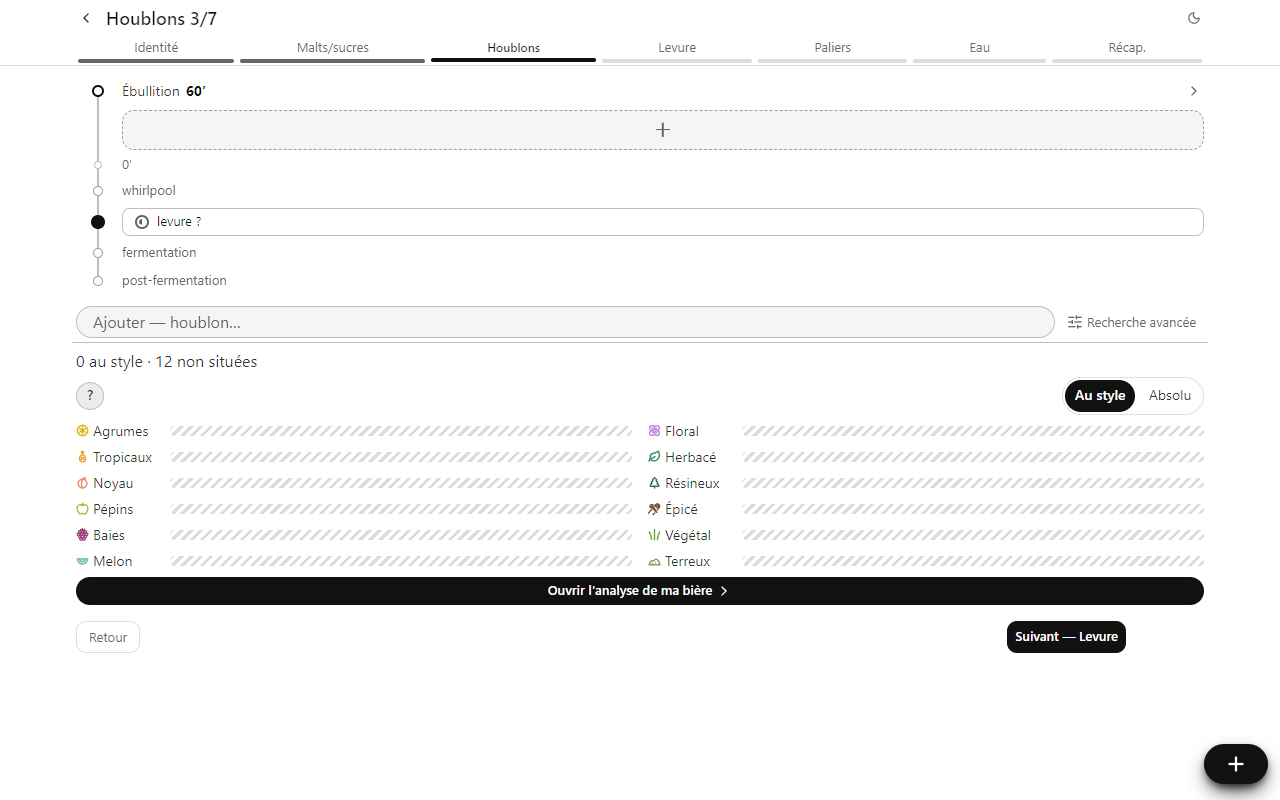 Houblons 3/7
Identité
Malts/sucres
Houblons
Levure
Paliers
Eau
Récap.
Ébullition 60′
0′
whirlpool
levure ?
fermentation
post-fermentation
Ajouter — houblon...
Recherche avancée
0 au style · 12 non situées
?
Au style
Absolu
Agrumes
Floral
Tropicaux
Herbacé
Noyau
Résineux
Pépins
Épicé
Baies
Végétal
Melon
Terreux
Ouvrir l'analyse de ma bière
Retour
Suivant — Levure